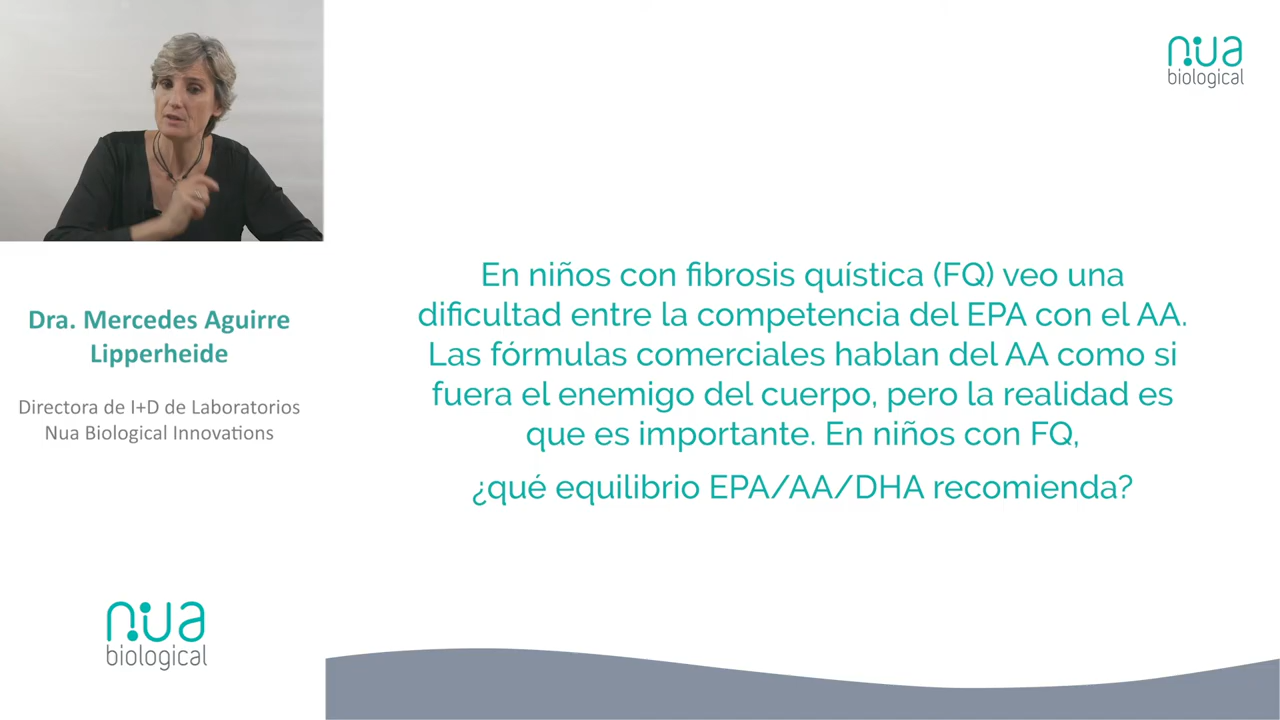 nua
biological
Dra. Mercedes Aguirre
Lipperheide
Directora de I+D de Laboratorios
Nua Biological Innovations
nua
biological
En niños con fibrosis quística (FQ) veo una
dificultad entre la competencia del EPA con el AA.
Las fórmulas comerciales hablan del AA como si
fuera el enemigo del cuerpo, pero la realidad es
que es importante. En niños con FQ,
¿qué equilibrio EPA/AA/DHA recomienda?